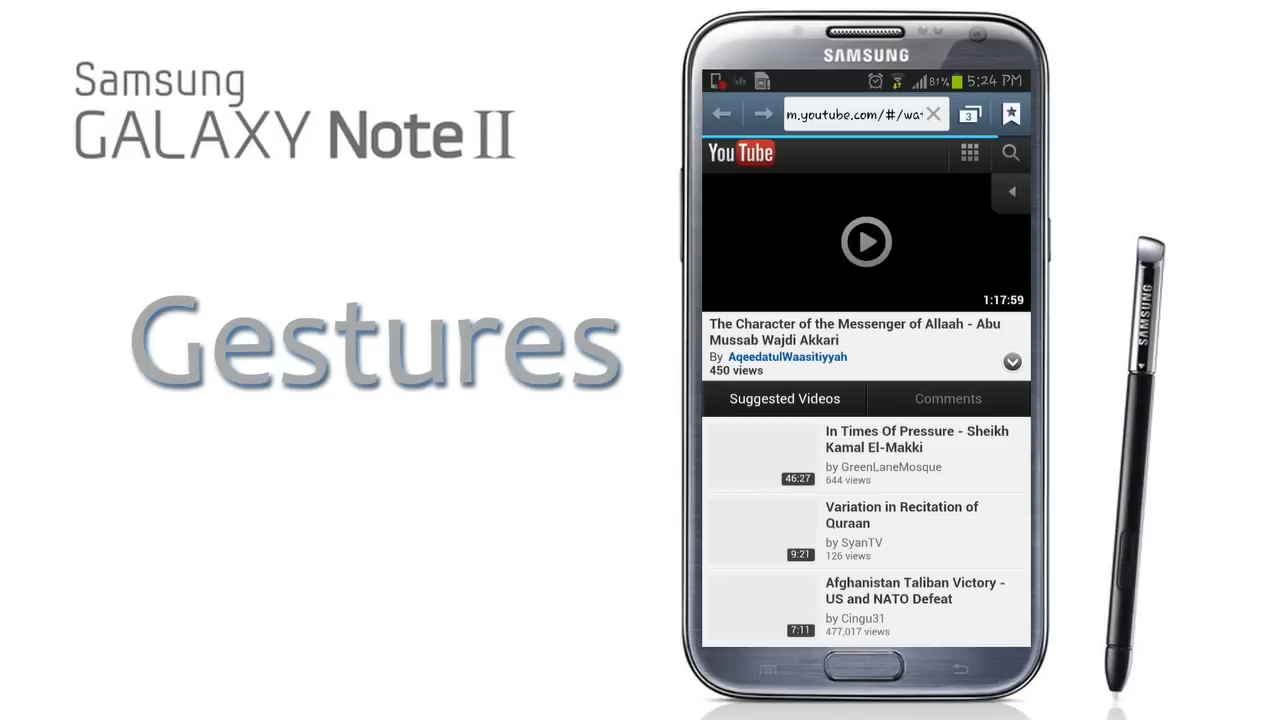 Samsung
GALAXY Note II
Gestures
SAMSUNG
81% 5:24 PM
m.youtube.com/#/wa
3
YouTube
1:17:59
The Character of the Messenger of Allaah - Abu
Mussab Wajdi Akkari
By AqeedatulWaasitiyyah
450 views
Suggested Videos
Comments
In Times Of Pressure - Sheikh
Kamal El-Makki
by GreenLaneMosque
46:27
644 views
Variation in Recitation of
Quraan
by SyanTV
9:21
126 views
Afghanistan Taliban Victory -
US and NATO Defeat
by Cingu31
7:11
477,017 views
SAMSUNG